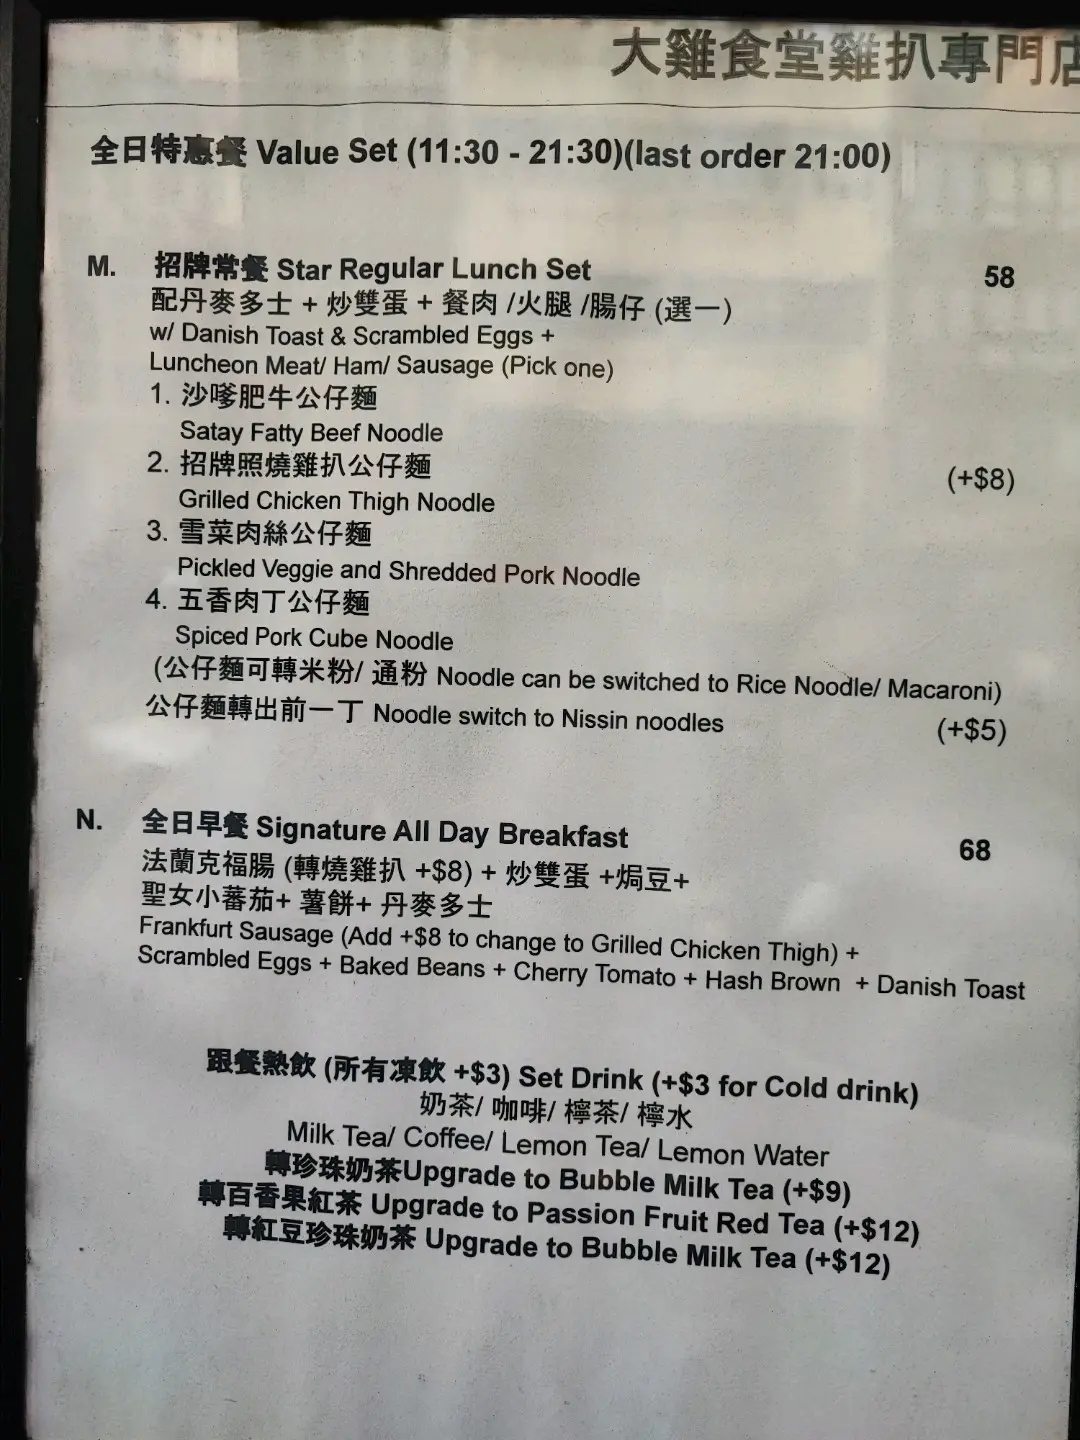 大雞食堂雞扒專門店
全日特惠餐 Value Set (11:30 - 21:30)(last order 21:00)
M. 招牌常餐 Star Regular Lunch Set 58
配丹麥多士 + 炒雙蛋 + 餐肉 /火腿 /腸仔 (選一)
w/ Danish Toast & Scrambled Eggs +
Luncheon Meat/ Ham/ Sausage (Pick one)
1. 沙嗲肥牛公仔麵
Satay Fatty Beef Noodle
2. 招牌照燒雞扒公仔麵 (+$8)
Grilled Chicken Thigh Noodle
3. 雪菜肉絲公仔麵
Pickled Veggie and Shredded Pork Noodle
4. 五香肉丁公仔麵
Spiced Pork Cube Noodle
(公仔麵可轉米粉/ 通粉 Noodle can be switched to Rice Noodle/ Macaroni)
公仔麵轉出前一丁 Noodle switch to Nissin noodles (+$5)
N. 全日早餐 Signature All Day Breakfast 68
法蘭克福腸 (轉燒雞扒 +$8) + 炒雙蛋 +焗豆+
聖女小蕃茄+ 薯餅+ 丹麥多士
Frankfurt Sausage (Add +$8 to change to Grilled Chicken Thigh) +
Scrambled Eggs + Baked Beans + Cherry Tomato + Hash Brown + Danish Toast
跟餐熱飲 (所有凍飲 +$3) Set Drink (+$3 for Cold drink)
奶茶/ 咖啡/ 檸茶/ 檸水
Milk Tea/ Coffee/ Lemon Tea/ Lemon Water
轉珍珠奶茶Upgrade to Bubble Milk Tea (+$9)
轉百香果紅茶 Upgrade to Passion Fruit Red Tea (+$12)
轉紅豆珍珠奶茶 Upgrade to Bubble Milk Tea (+$12)